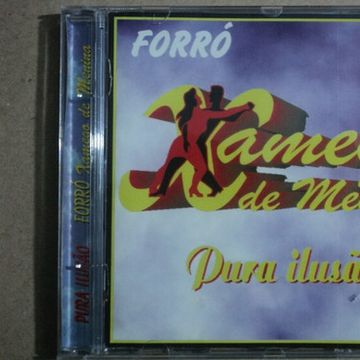 FORRÓ
Xame
de Me
Pura ilusã
PURA ILUSÃO FORRÓ Xamego de Menina